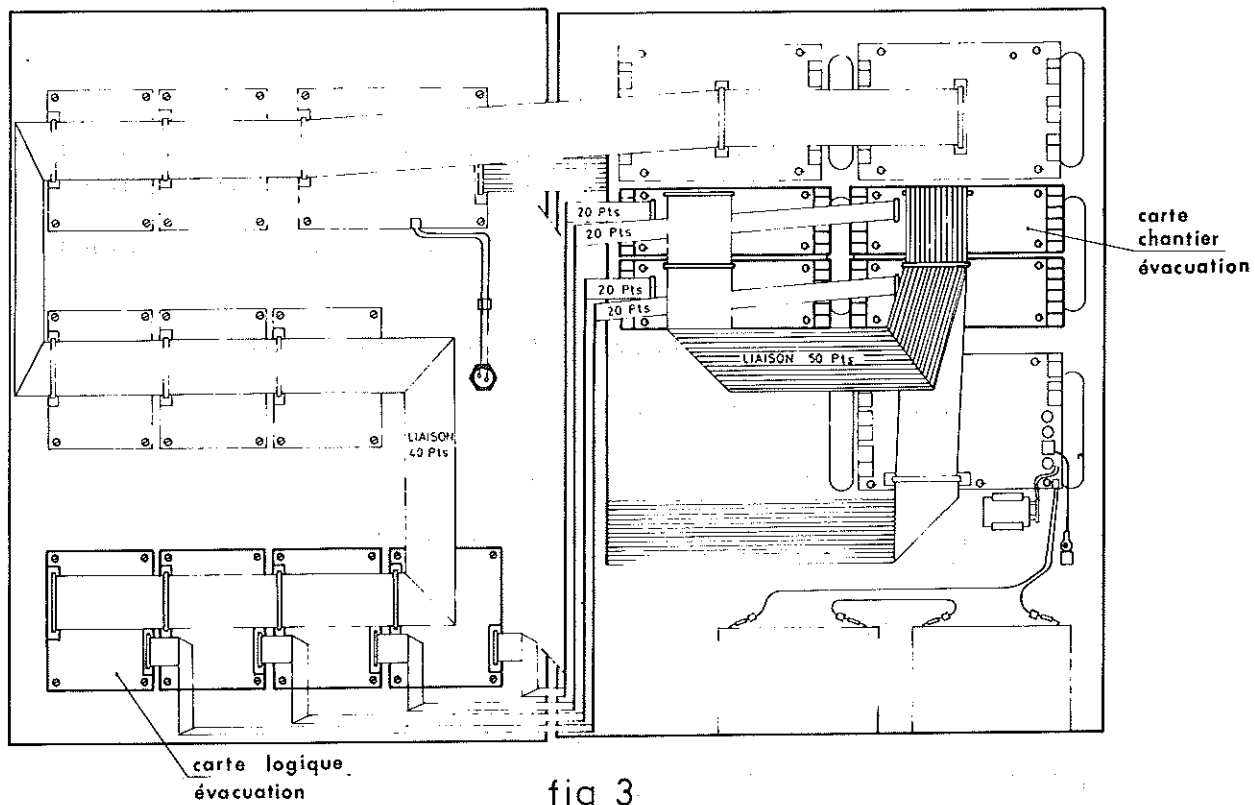 20 Pts
20 Pts
20 Pts
20 Pts
carte
chantier
évacuation
LIAISON 50 Pts
LIAISON
40 Pts
carte logique
évacuation
fig 3